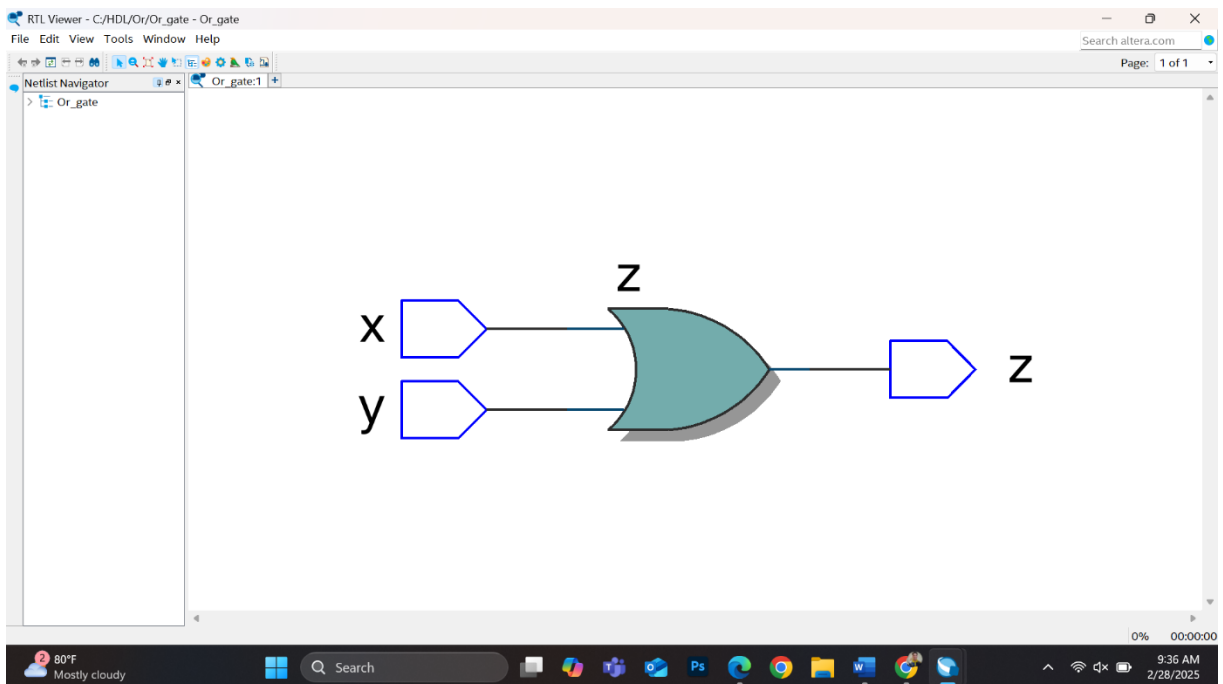 RTL Viewer - C:/HDL/Or/Or_gate - Or_gate
File Edit View Tools Window Help
Search altera.com
Page: 1 of 1
Netlist Navigator
Or_gate:1
Or_gate
z
x
y
z
0% 00:00:00
2
80°F
Mostly cloudy
Search
Ps
9:36 AM
2/28/2025